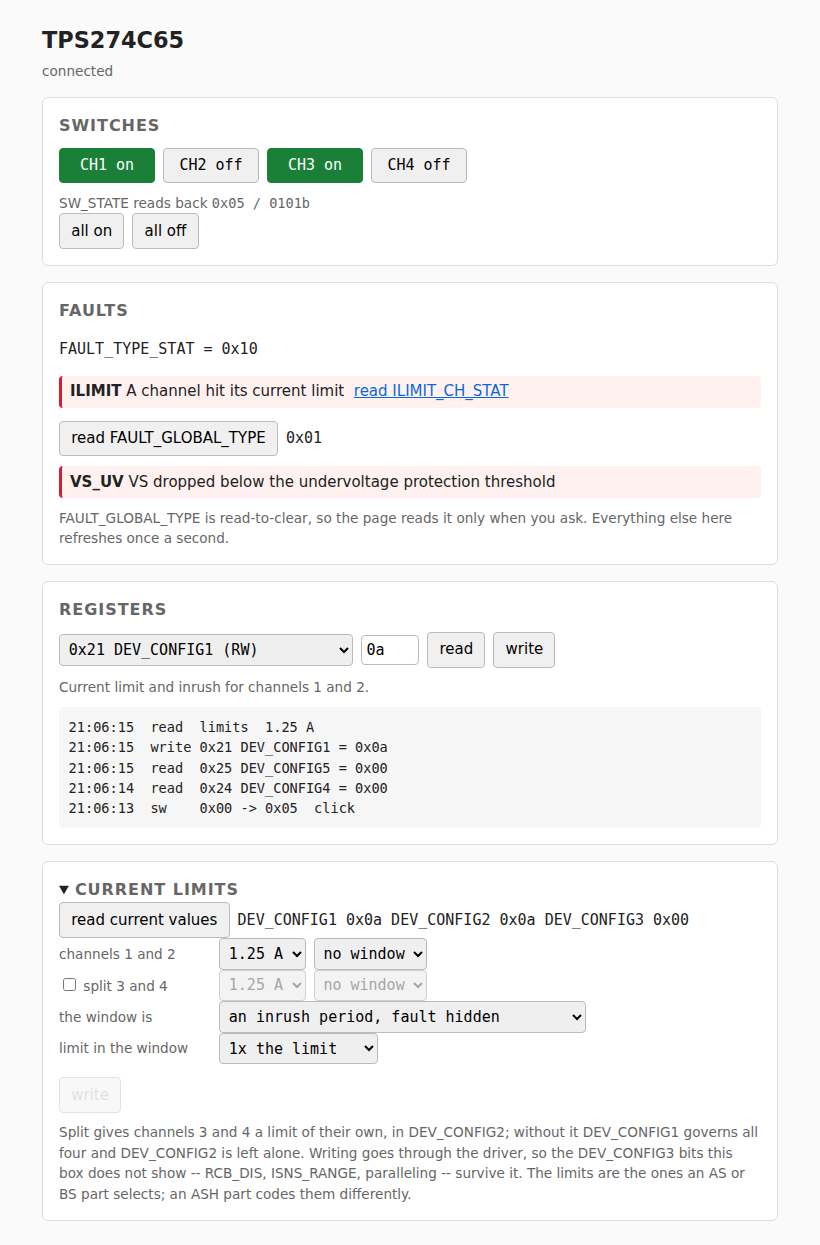 TPS274C65
connected
SWITCHES
CH1 on CH2 off CH3 on CH4 off
SW_STATE reads back 0x05 / 0101b
all on all off
FAULTS
FAULT_TYPE_STAT = 0x10
ILIMIT A channel hit its current limit read ILIMIT_CH_STAT
read FAULT_GLOBAL_TYPE 0x01
VS_UV VS dropped below the undervoltage protection threshold
FAULT_GLOBAL_TYPE is read-to-clear, so the page reads it only when you ask. Everything else here
refreshes once a second.
REGISTERS
0x21 DEV_CONFIG1 (RW) 0a read write
Current limit and inrush for channels 1 and 2.
21:06:15 read limits 1.25 A
21:06:15 write 0x21 DEV_CONFIG1 = 0x0a
21:06:15 read 0x25 DEV_CONFIG5 = 0x00
21:06:14 read 0x24 DEV_CONFIG4 = 0x00
21:06:13 sw 0x00 -> 0x05 click
▼ CURRENT LIMITS
read current values DEV_CONFIG1 0x0a DEV_CONFIG2 0x0a DEV_CONFIG3 0x00
channels 1 and 2 1.25 A no window
split 3 and 4 1.25 A no window
the window is an inrush period, fault hidden
limit in the window 1x the limit
write
Split gives channels 3 and 4 a limit of their own, in DEV_CONFIG2; without it DEV_CONFIG1 governs all
four and DEV_CONFIG2 is left alone. Writing goes through the driver, so the DEV_CONFIG3 bits this
box does not show -- RCB_DIS, ISNS_RANGE, paralleling -- survive it. The limits are the ones an AS or
BS part selects; an ASH part codes them differently.